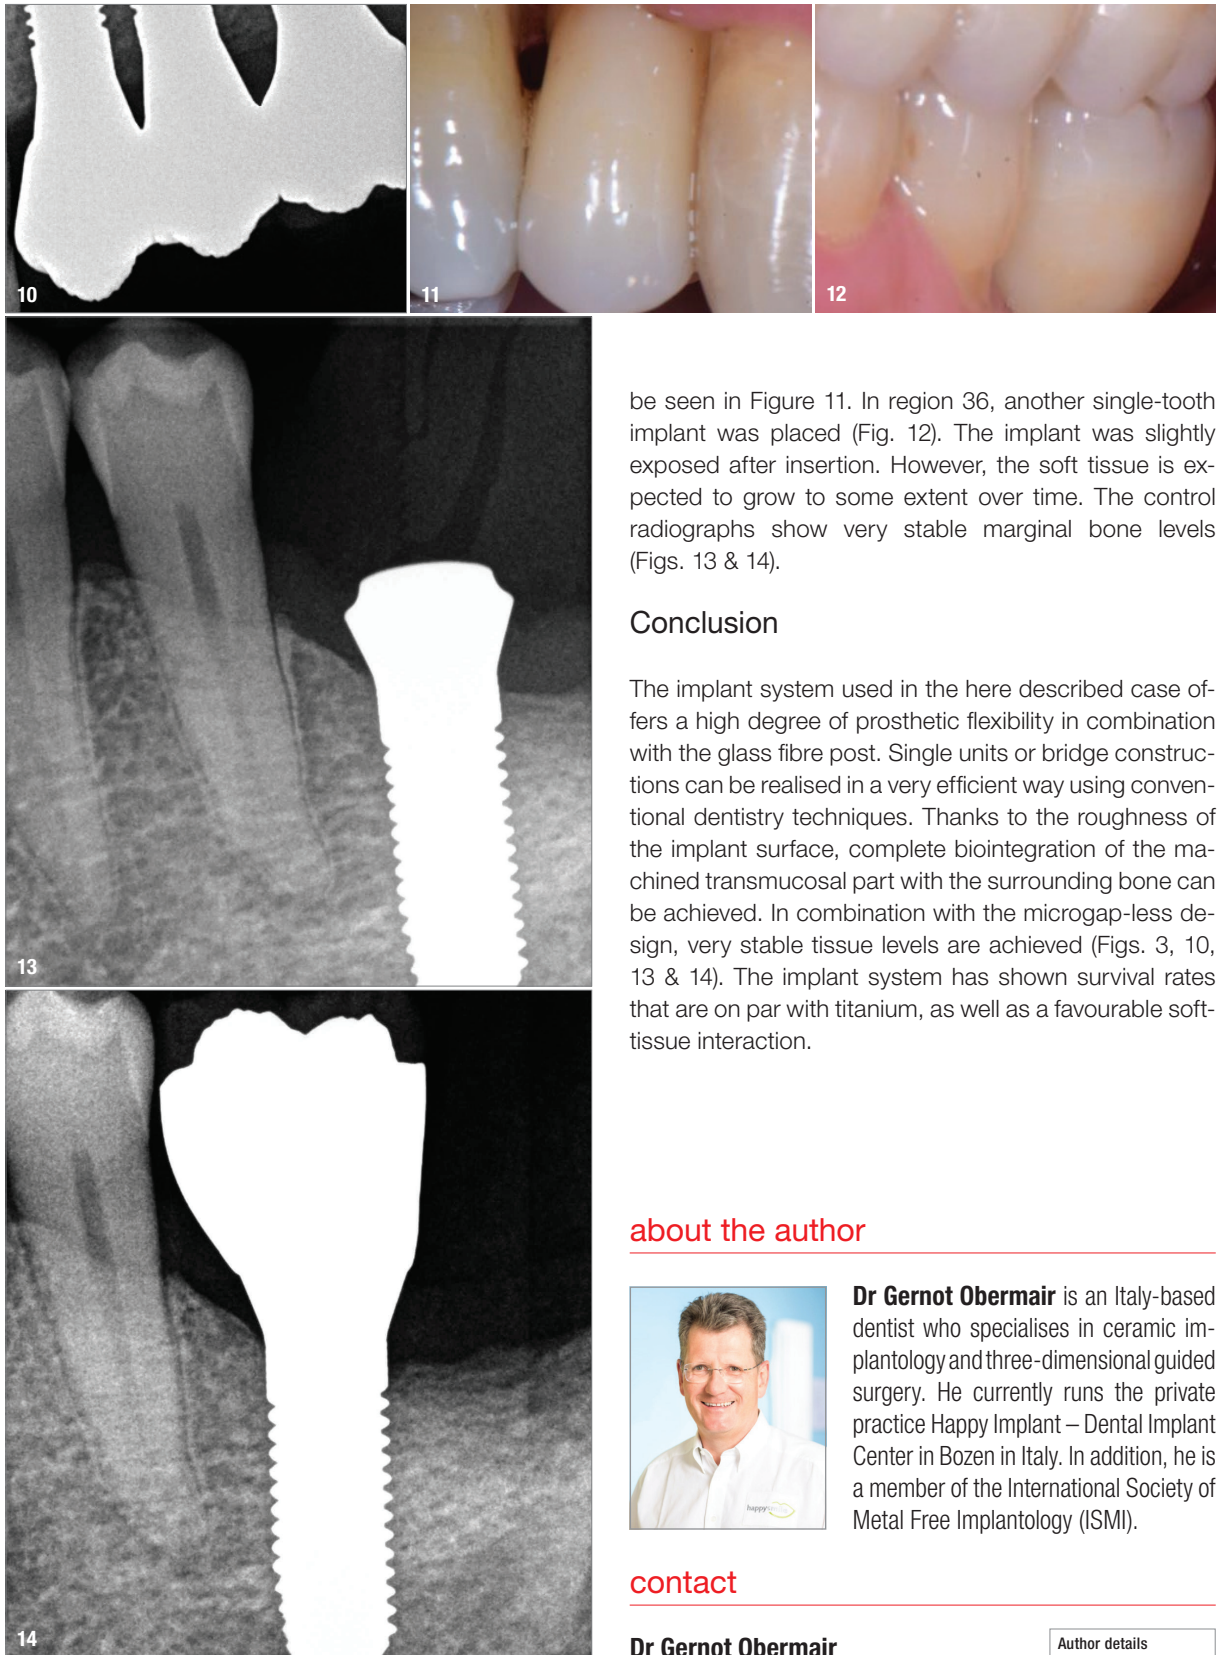 10
11
12
13
14
be seen in Figure 11. In region 36, another single-tooth
implant was placed (Fig. 12). The implant was slightly
exposed after insertion. However, the soft tissue is ex-
pected to grow to some extent over time. The control
radiographs show very stable marginal bone levels
(Figs. 13 & 14).
Conclusion
The implant system used in the here described case of-
fers a high degree of prosthetic flexibility in combination
with the glass fibre post. Single units or bridge construc-
tions can be realised in a very efficient way using conven-
tional dentistry techniques. Thanks to the roughness of
the implant surface, complete biointegration of the ma-
chined transmucosal part with the surrounding bone can
be achieved. In combination with the microgap-less de-
sign, very stable tissue levels are achieved (Figs. 3, 10,
13 & 14). The implant system has shown survival rates
that are on par with titanium, as well as a favourable soft-
tissue interaction.
about the author
Dr Gernot Obermair is an Italy-based
dentist who specialises in ceramic im-
plantology and three-dimensional guided
surgery. He currently runs the private
practice Happy Implant – Dental Implant
Center in Bozen in Italy. In addition, he is
a member of the International Society of
Metal Free Implantology (ISMI).
happy
contact
Dr Gernot Obermair
Author details